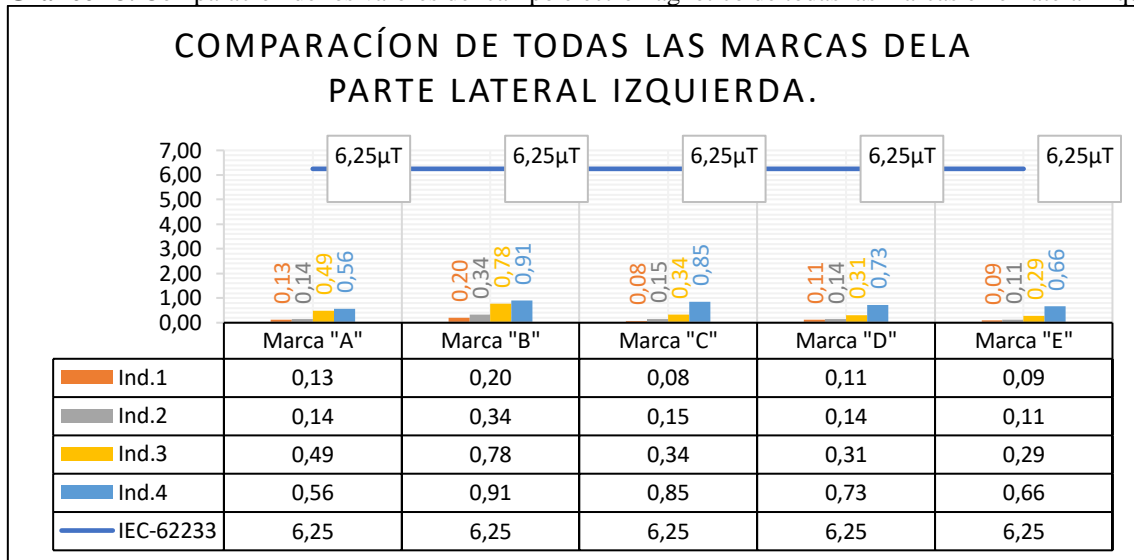 COMPARACÍON DE TODAS LAS MARCAS DELA
PARTE LATERAL IZQUIERDA.
7,00
6,00
5,00
4,00
3,00
2,00
1,00
0,00
6,25µT 6,25µT 6,25µT 6,25µT 6,25µT
0,13 0,14 0,49 0,56 0,20 0,34 0,78 0,91 0,08 0,15 0,34 0,85 0,11 0,14 0,31 0,73 0,09 0,11 0,29 0,66
Marca "A" Marca "B" Marca "C" Marca "D" Marca "E"
Ind.1 0,13 0,20 0,08 0,11 0,09
Ind.2 0,14 0,34 0,15 0,14 0,11
Ind.3 0,49 0,78 0,34 0,31 0,29
Ind.4 0,56 0,91 0,85 0,73 0,66
IEC-62233 6,25 6,25 6,25 6,25 6,25